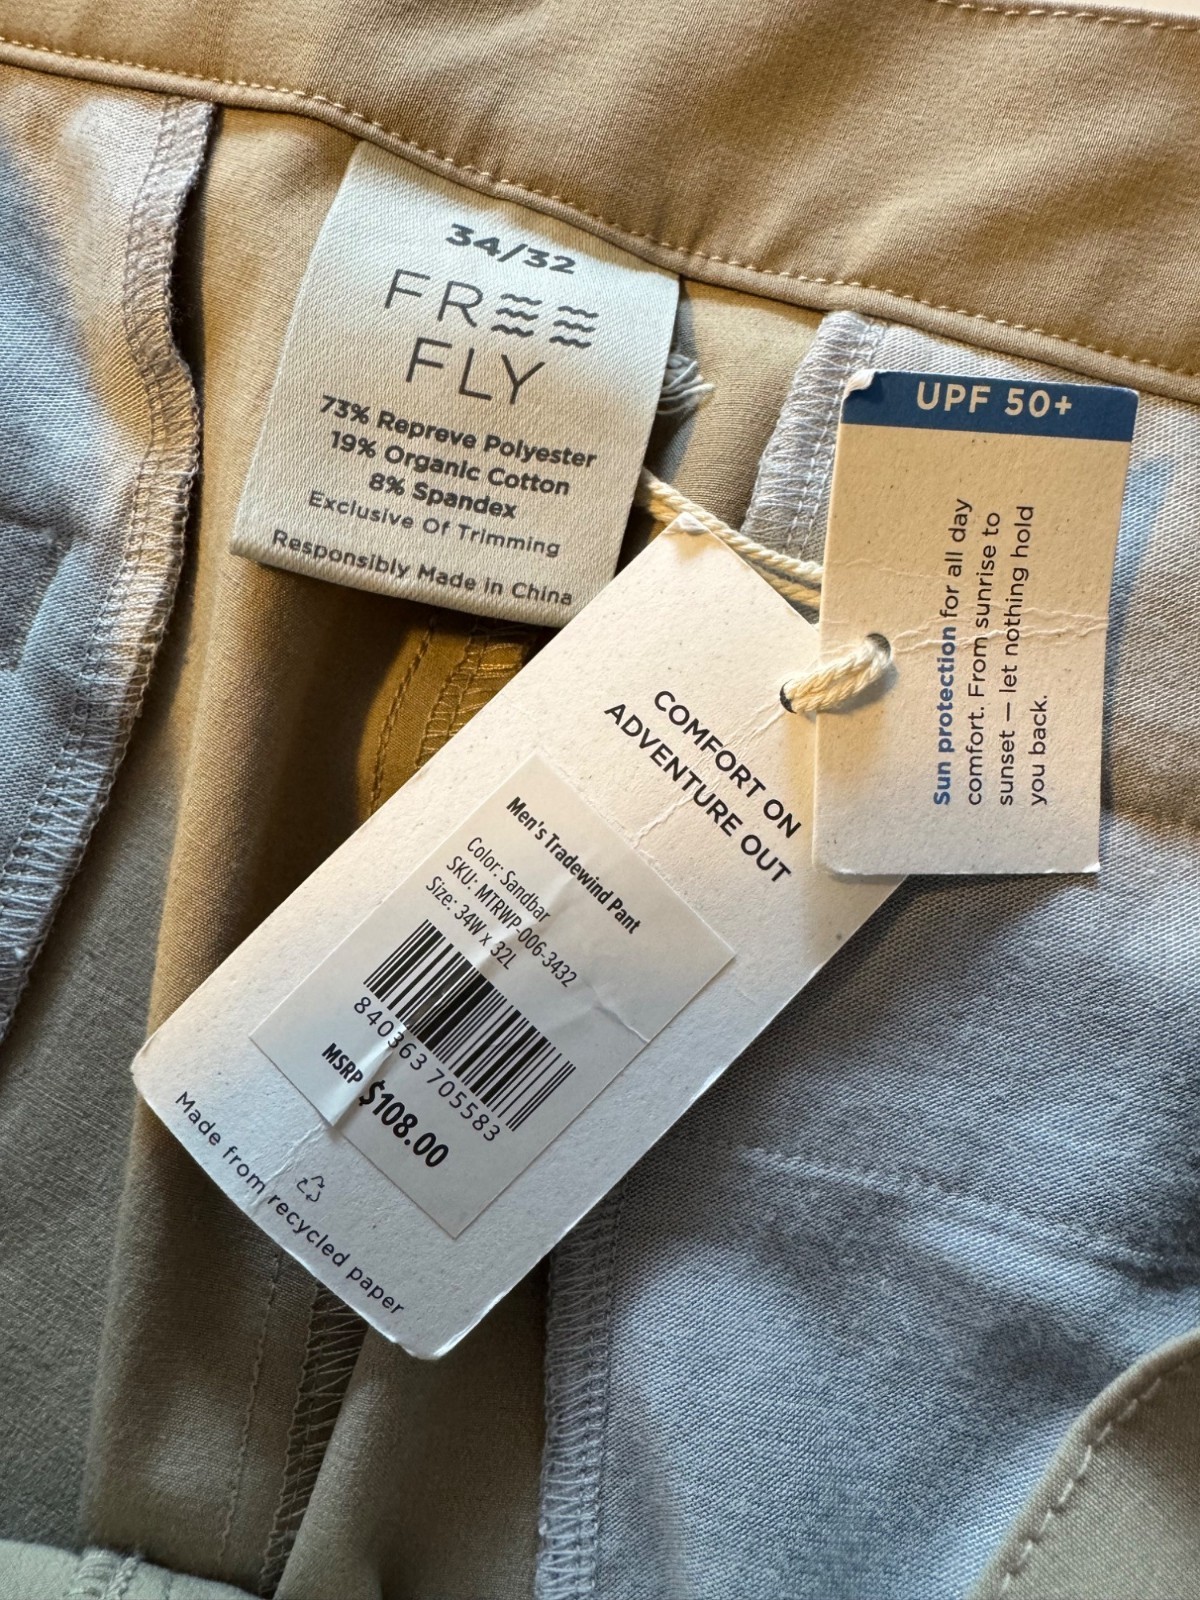 34/32
FREE
FLY
73% Repreve Polyester
19% Organic Cotton
8% Spandex
Exclusive Of Trimming
Responsibly Made in China
UPF 50+
Sun protection for all day
comfort. From sunrise to
sunset — let nothing hold
you back.
COMFORT ON
ADVENTURE OUT
Men's Tradewind Pant
Color: Sandbar
SKU: MTRWP-006-3432
Size: 34W x 32L
840363 705583
MSRP $108.00
Made from recycled paper